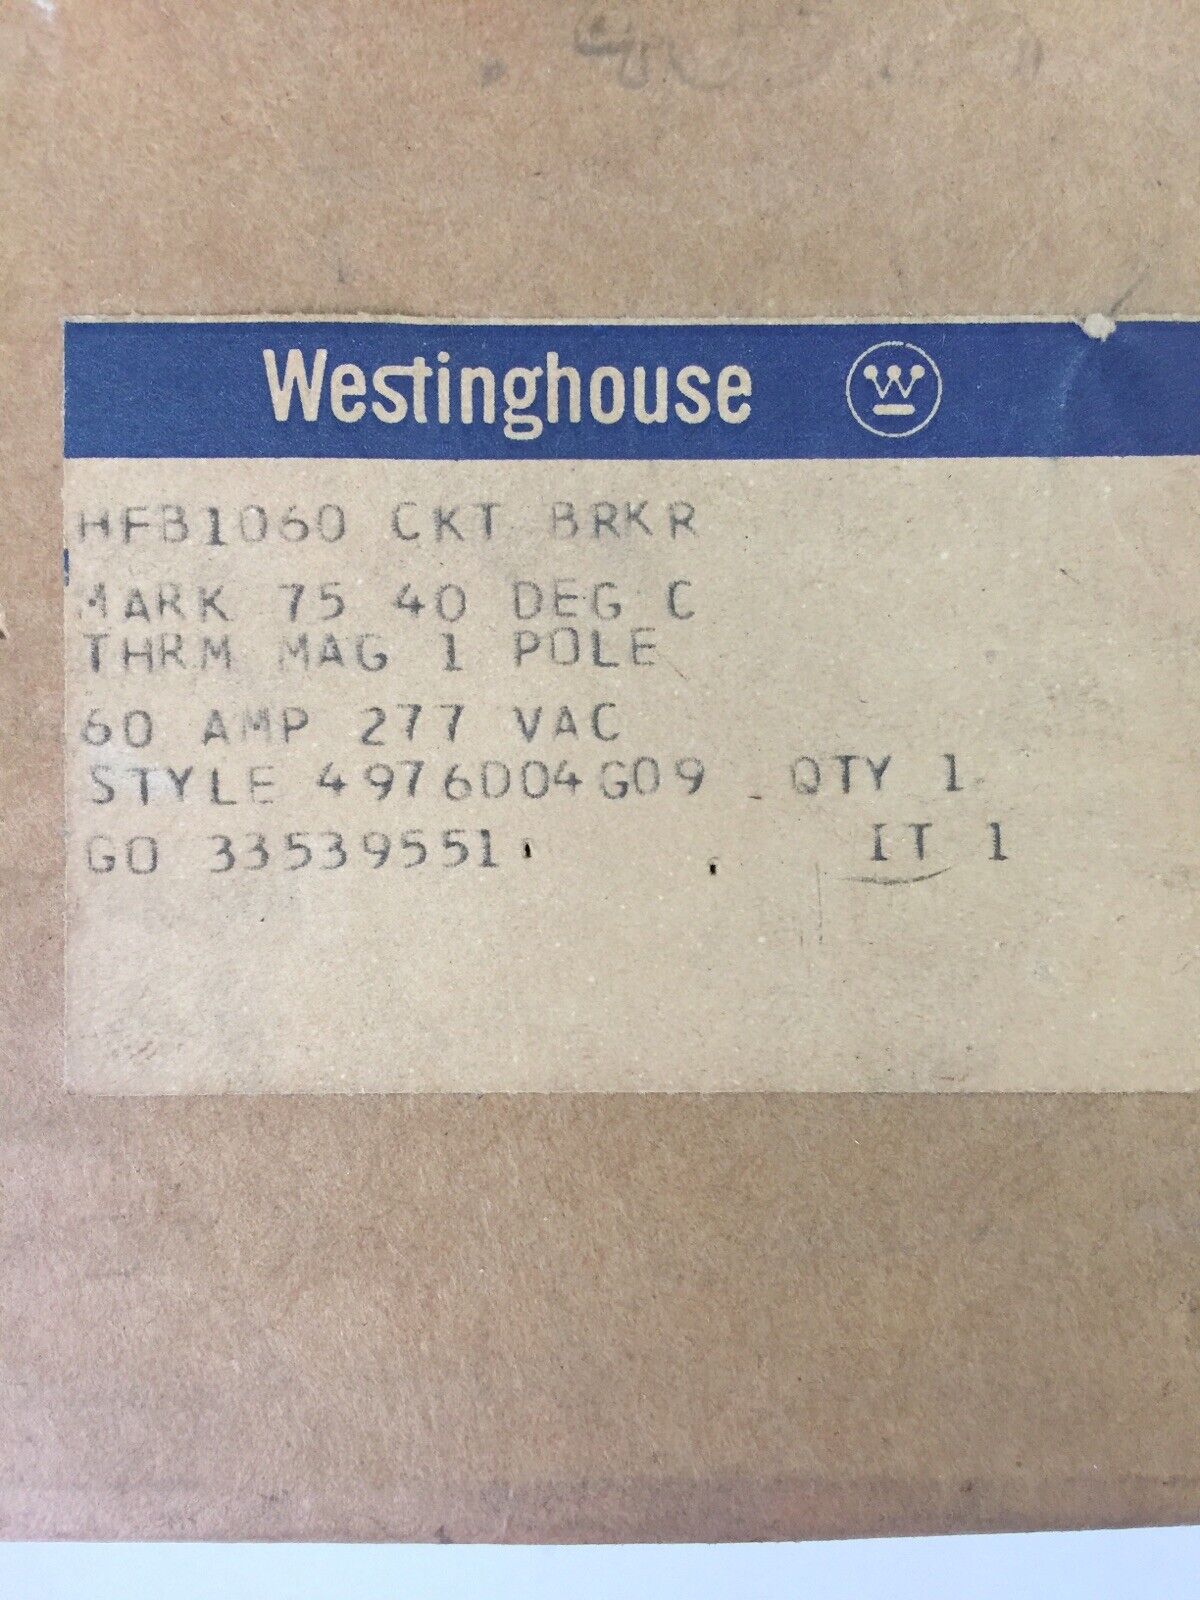 Westinghouse W
HFB1060 CKT BRKR
MARK 75 40 DEG C
THRM MAG 1 POLE
60 AMP 277 VAC
STYLE 4976D04G09 QTY 1
GO 33539551 IT 1